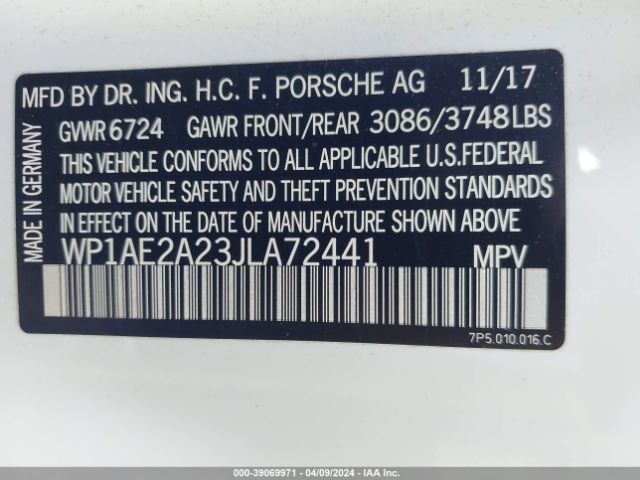 MFD BY DR. ING. H.C. F. PORSCHE AG 11/17
GVWR 6724 GAWR FRONT/REAR 3086/3748LBS
THIS VEHICLE CONFORMS TO ALL APPLICABLE U.S.FEDERAL
MOTOR VEHICLE SAFETY AND THEFT PREVENTION STANDARDS
IN EFFECT ON THE DATE OF MANUFACTURE SHOWN ABOVE
WP1AE2A23JLA72441 MPV
MADE IN GERMANY
7P5.010.016.C
000-39069971 - 04/09/2024 - IAA Inc.